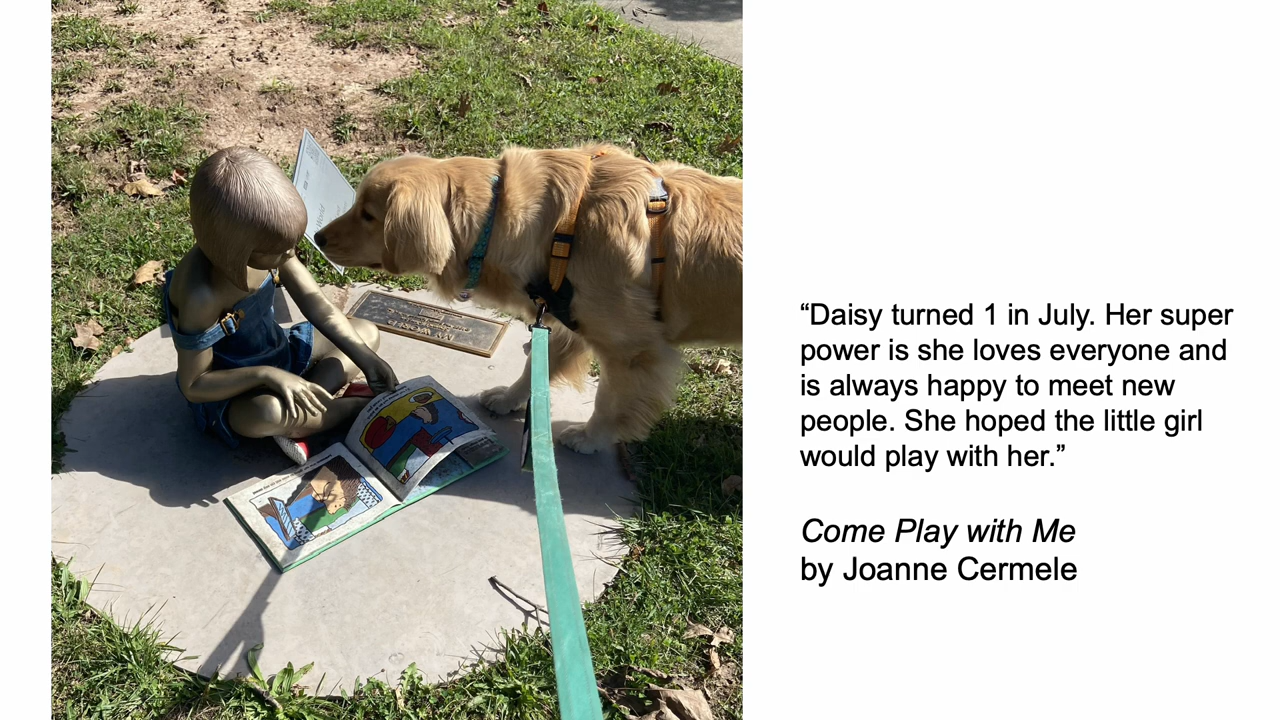 “Daisy turned 1 in July. Her super
power is she loves everyone and
is always happy to meet new
people. She hoped the little girl
would play with her.”
Come Play with Me
by Joanne Cermele